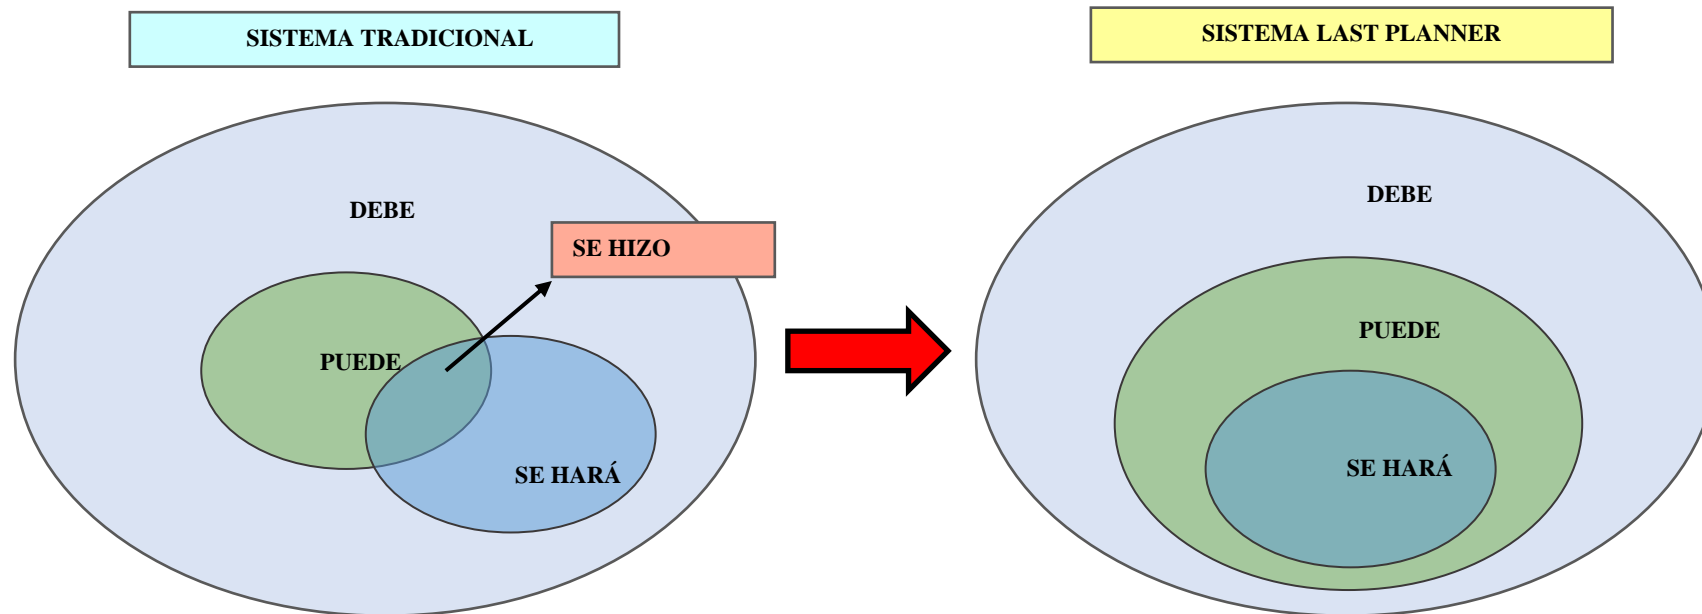 SISTEMA TRADICIONAL
SISTEMA LAST PLANNER
DEBE
SE HIZO
PUEDE
SE HARÁ
DEBE
PUEDE
SE HARÁ